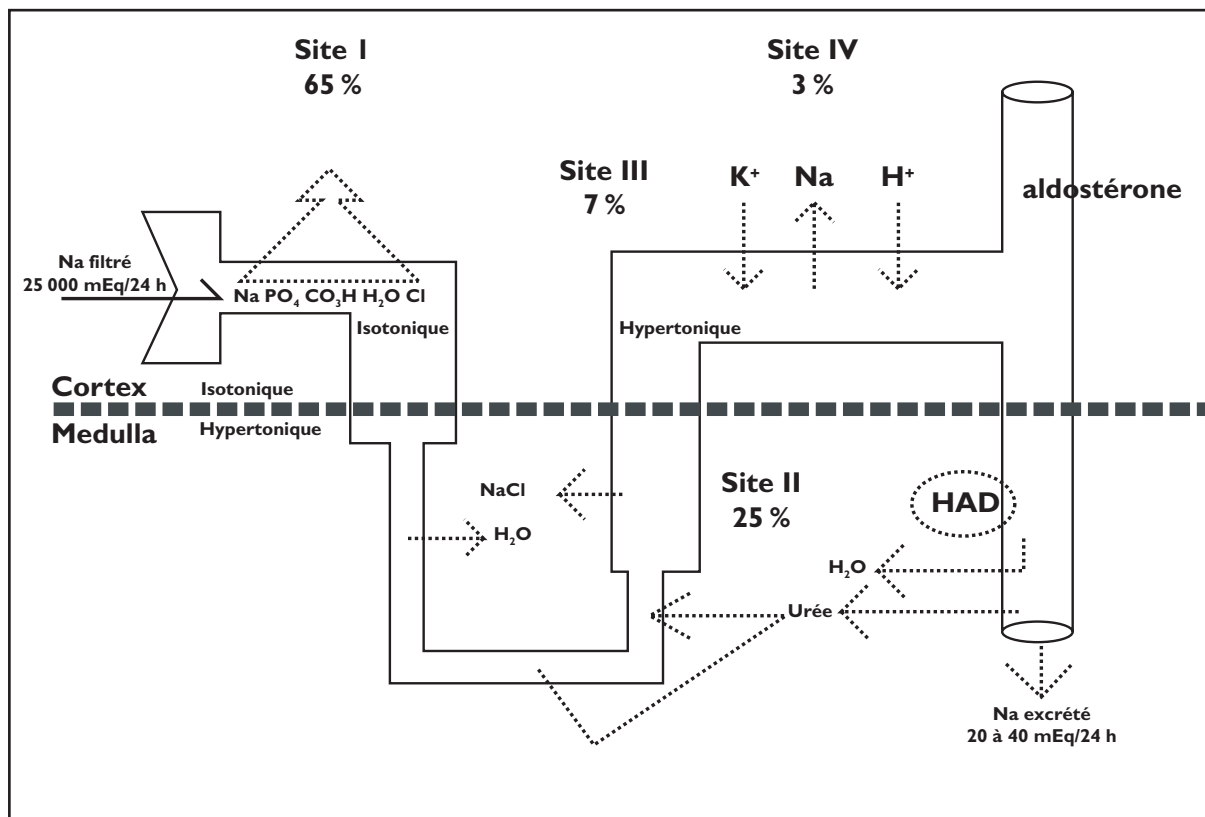 Site I
65 %
Site IV
3 %
Site III
7 %
K⁺ Na H⁺
aldostérone
Na filtré
25 000 mEq/24 h
Na PO₄ CO₃H H₂O Cl
Isotonique
Hypertonique
Cortex
Isotonique
Medulla
Hypertonique
NaCl
H₂O
Site II
25 %
HAD
H₂O
Urée
Na excrété
20 à 40 mEq/24 h